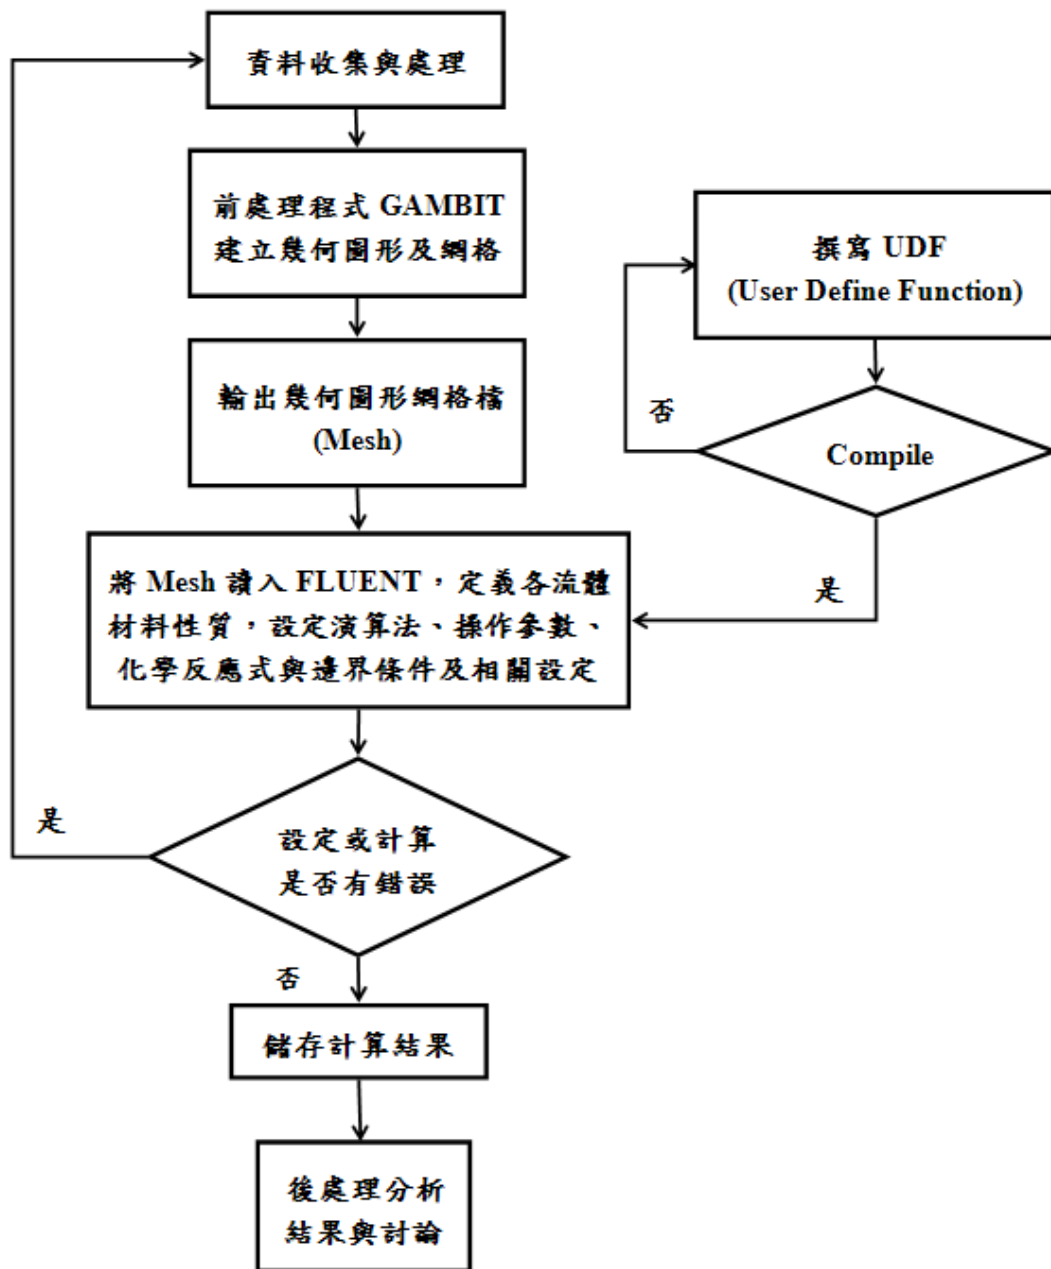 資料收集與處理
前處理程式 GAMBIT
建立幾何圖形及網格
撰寫 UDF
(User Define Function)
輸出幾何圖形網格檔
(Mesh)
否
Compile
將 Mesh 讀入 FLUENT，定義各流體
材料性質，設定演算法、操作參數、
化學反應式與邊界條件及相關設定
是
是
設定或計算
是否有錯誤
否
儲存計算結果
後處理分析
結果與討論